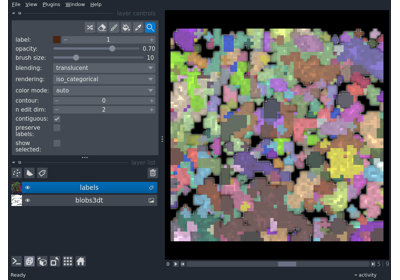 File View Plugins Window Help
layer controls
label: 1
opacity: 0.70
brush size: 10
blending: translucent
rendering: iso_categorical
color mode: auto
contour: 0
n edit dim: 2
contiguous:
preserve
labels:
show
selected:
layer list
labels
blobs3dt
Ready
activity